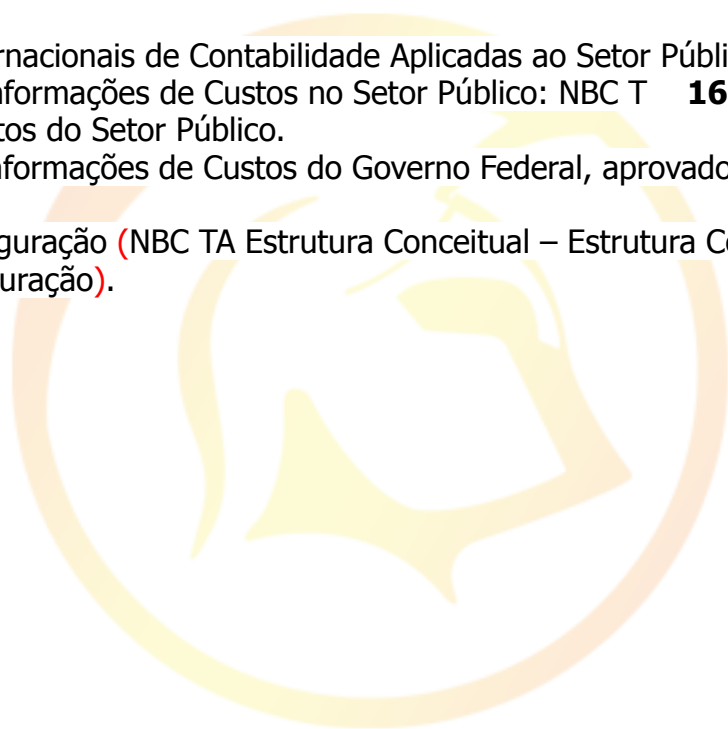 rnacionais de Contabilidade Aplicadas ao Setor Públi
nformações de Custos no Setor Público: NBC T 16
tos do Setor Público.
nformações de Custos do Governo Federal, aprovado
guração (NBC TA Estrutura Conceitual – Estrutura Co
uração).